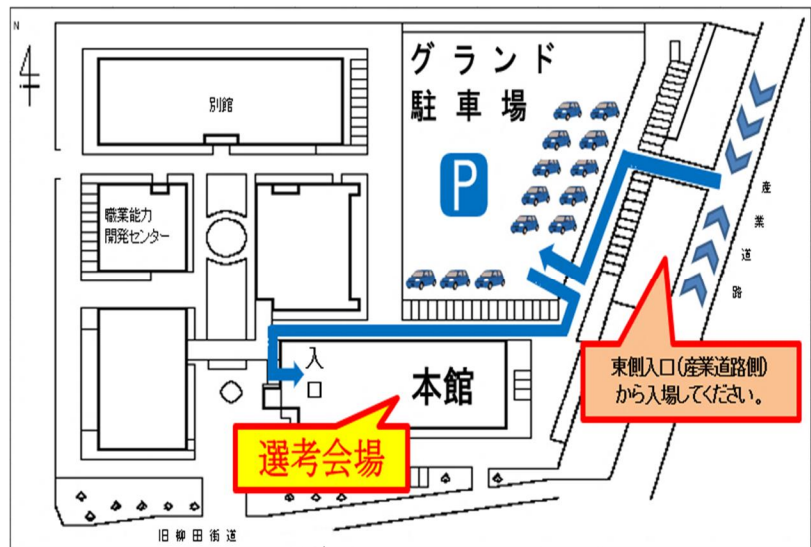 N
グランド
駐車場
P
別館
職業能力
開発センター
産業道路
東側入口(産業道路側)
から入場してください。
入
口
本館
選考会場
旧柳田街道